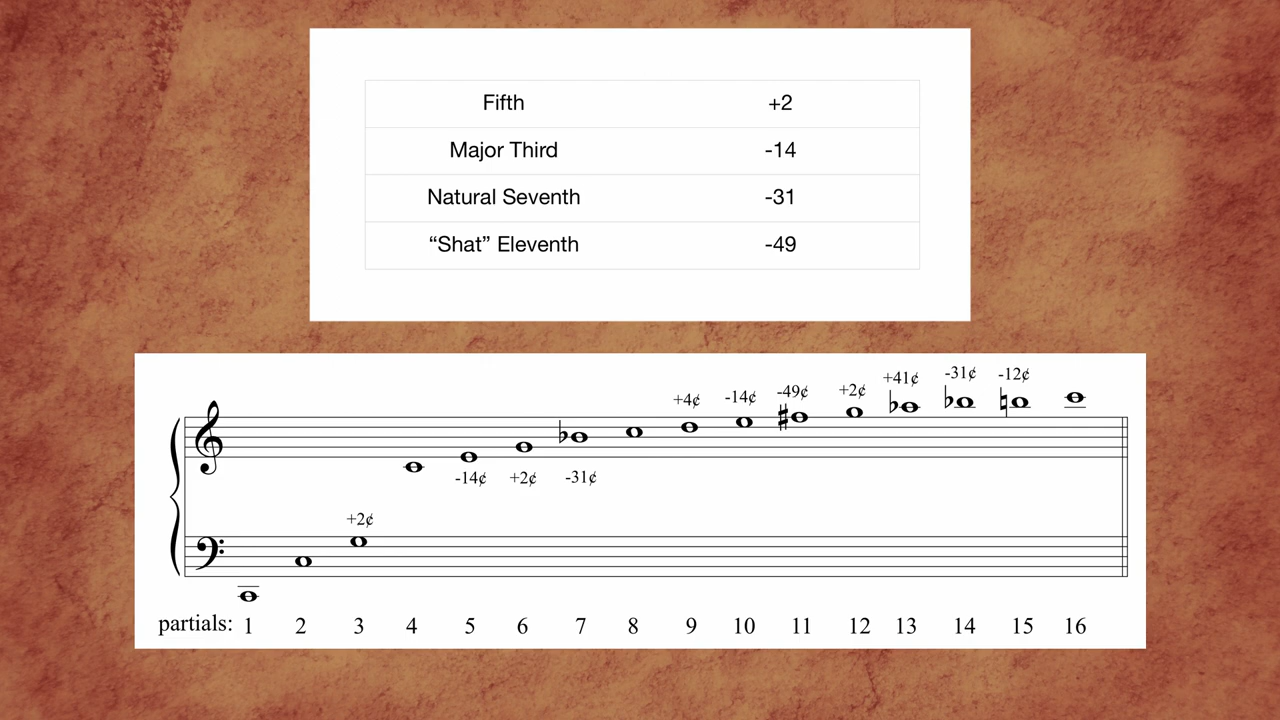 Fifth +2
Major Third -14
Natural Seventh -31
“Shat” Eleventh -49
+4¢ -14¢ -49¢ +2¢ +41¢ -31¢ -12¢
-14¢ +2¢ -31¢
+2¢
partials: 1 2 3 4 5 6 7 8 9 10 11 12 13 14 15 16